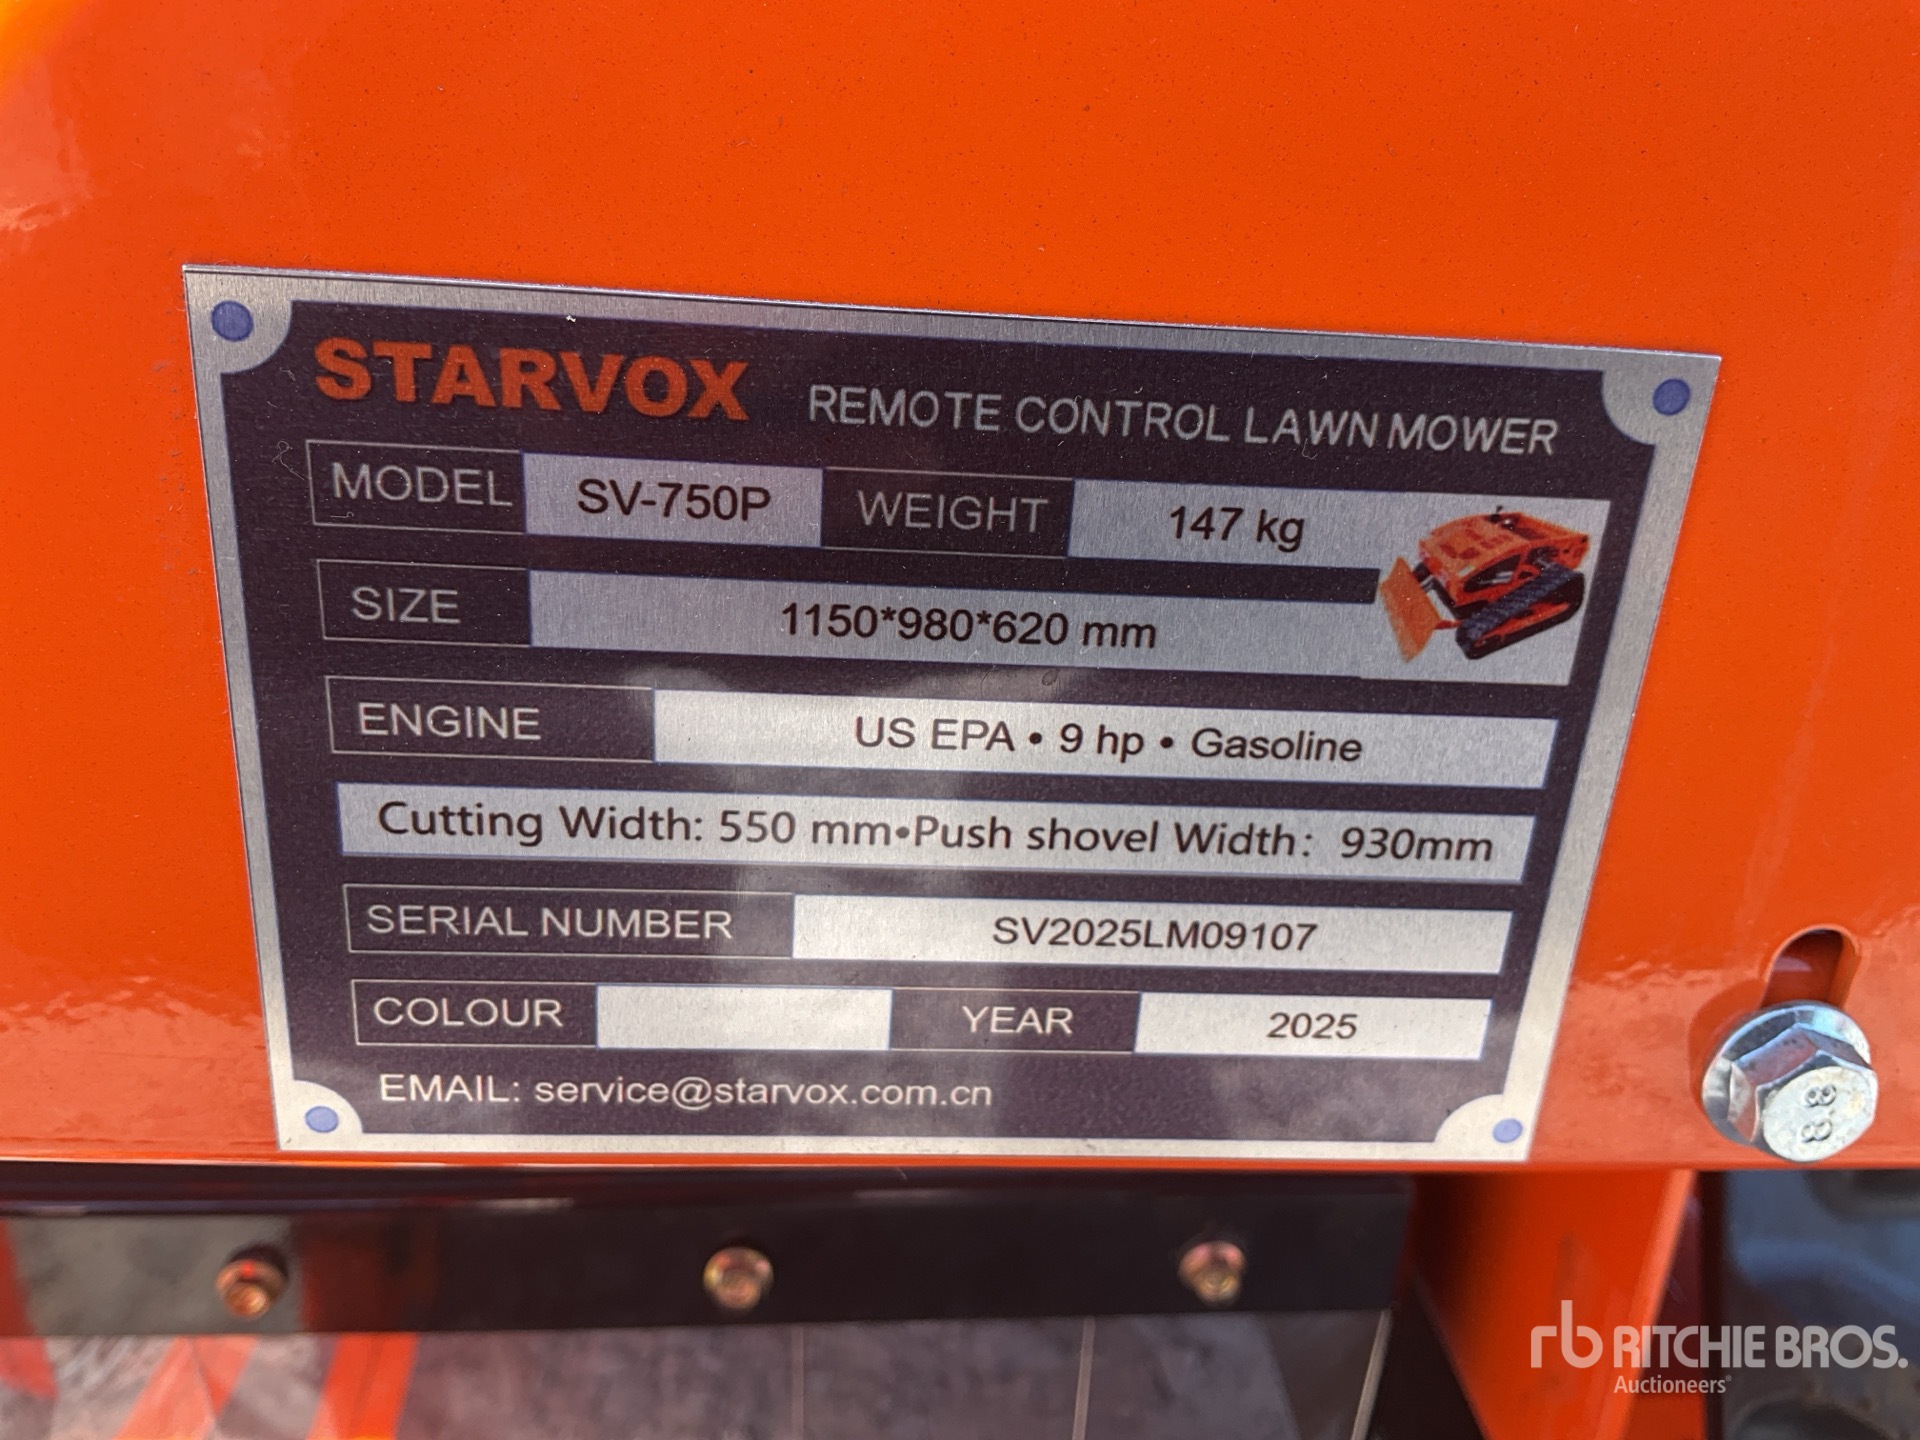 STARVOX REMOTE CONTROL LAWN MOWER
MODEL SV-750P WEIGHT 147 kg
SIZE 1150*980*620 mm
ENGINE US EPA • 9 hp • Gasoline
Cutting Width: 550 mm•Push shovel Width: 930mm
SERIAL NUMBER SV2025LM09107
COLOUR YEAR 2025
EMAIL: service@starvox.com.cn
8.8
rb RITCHIE BROS.
Auctioneers®